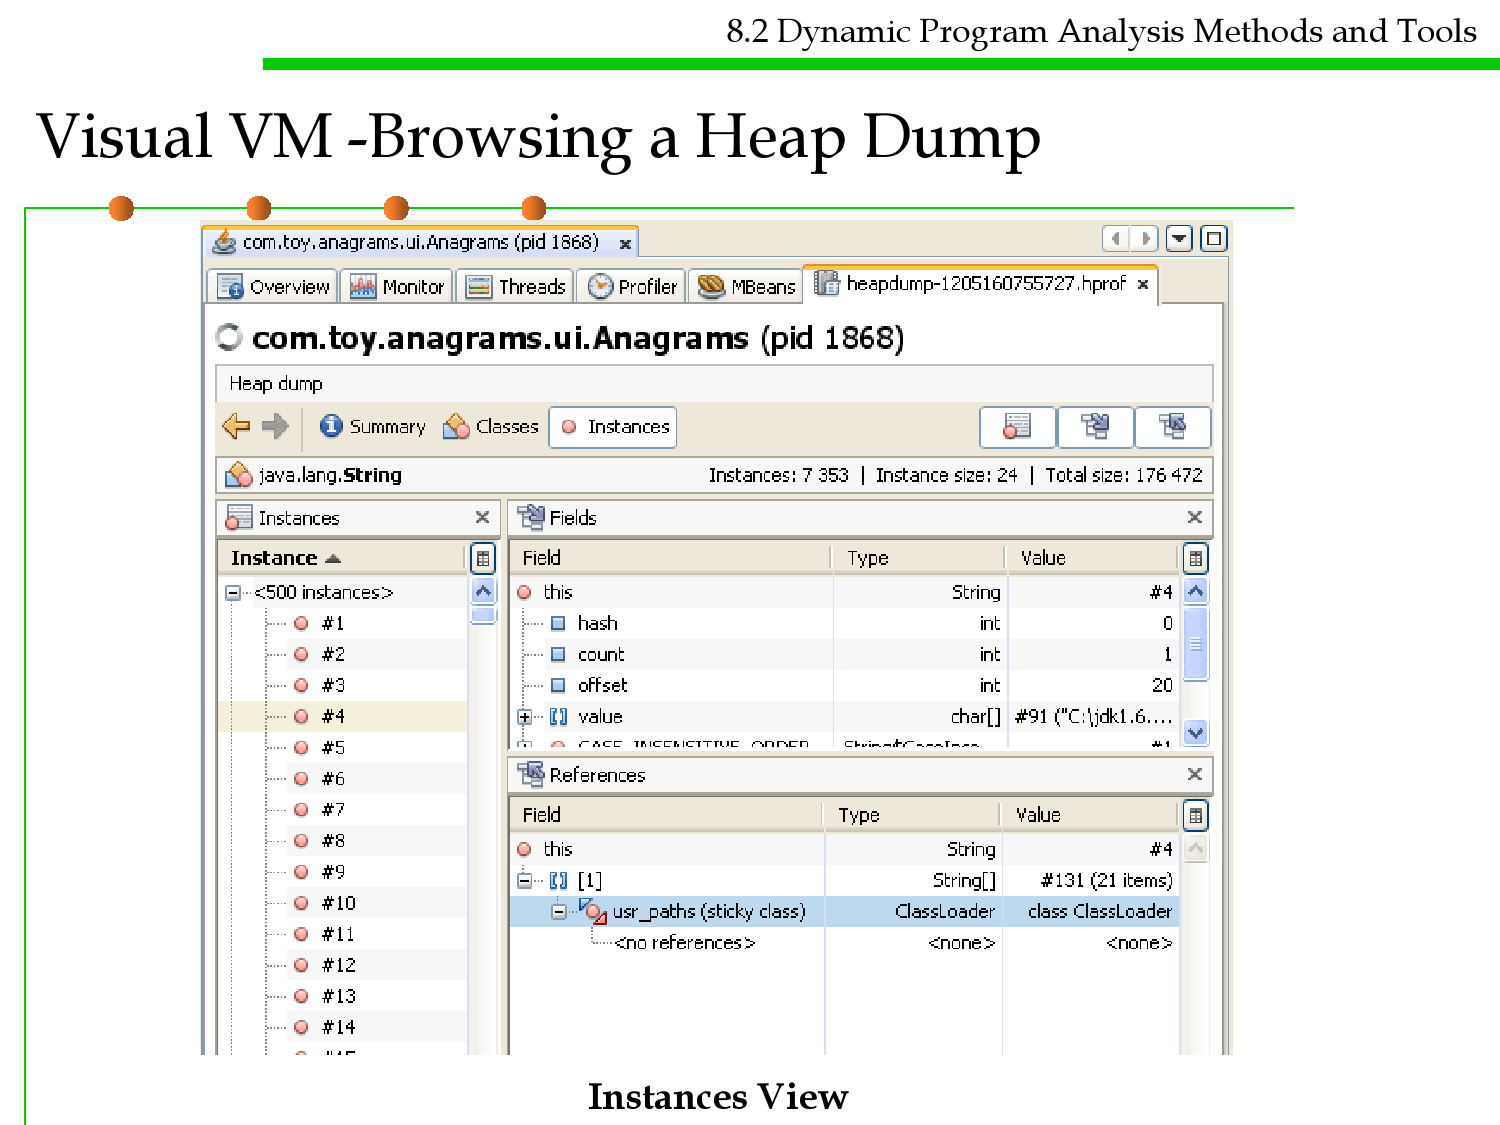 8.2 Dynamic Program Analysis Methods and Tools
Visual VM -Browsing a Heap Dump
com.toy.anagrams.ui.Anagrams (pid 1868)
Overview Monitor Threads Profiler MBeans heapdump-1205160755727.hprof
com.toy.anagrams.ui.Anagrams (pid 1868)
Heap dump
Summary Classes Instances
java.lang.String Instances: 7 353 | Instance size: 24 | Total size: 176 472
Instances
Instance
<500 instances>
#1
#2
#3
#4
#5
#6
#7
#8
#9
#10
#11
#12
#13
#14
#15
Fields
Field Type Value
this String #4
hash int 0
count int 1
offset int 20
value char[] #91 ("C:\jdk1.6....
CASE_INSENSITIVE_ORDER String$CaseInse... #1
References
Field Type Value
this String #4
[1] String[] #131 (21 items)
usr_paths (sticky class) ClassLoader class ClassLoader
<no references> <none> <none>
Instances View